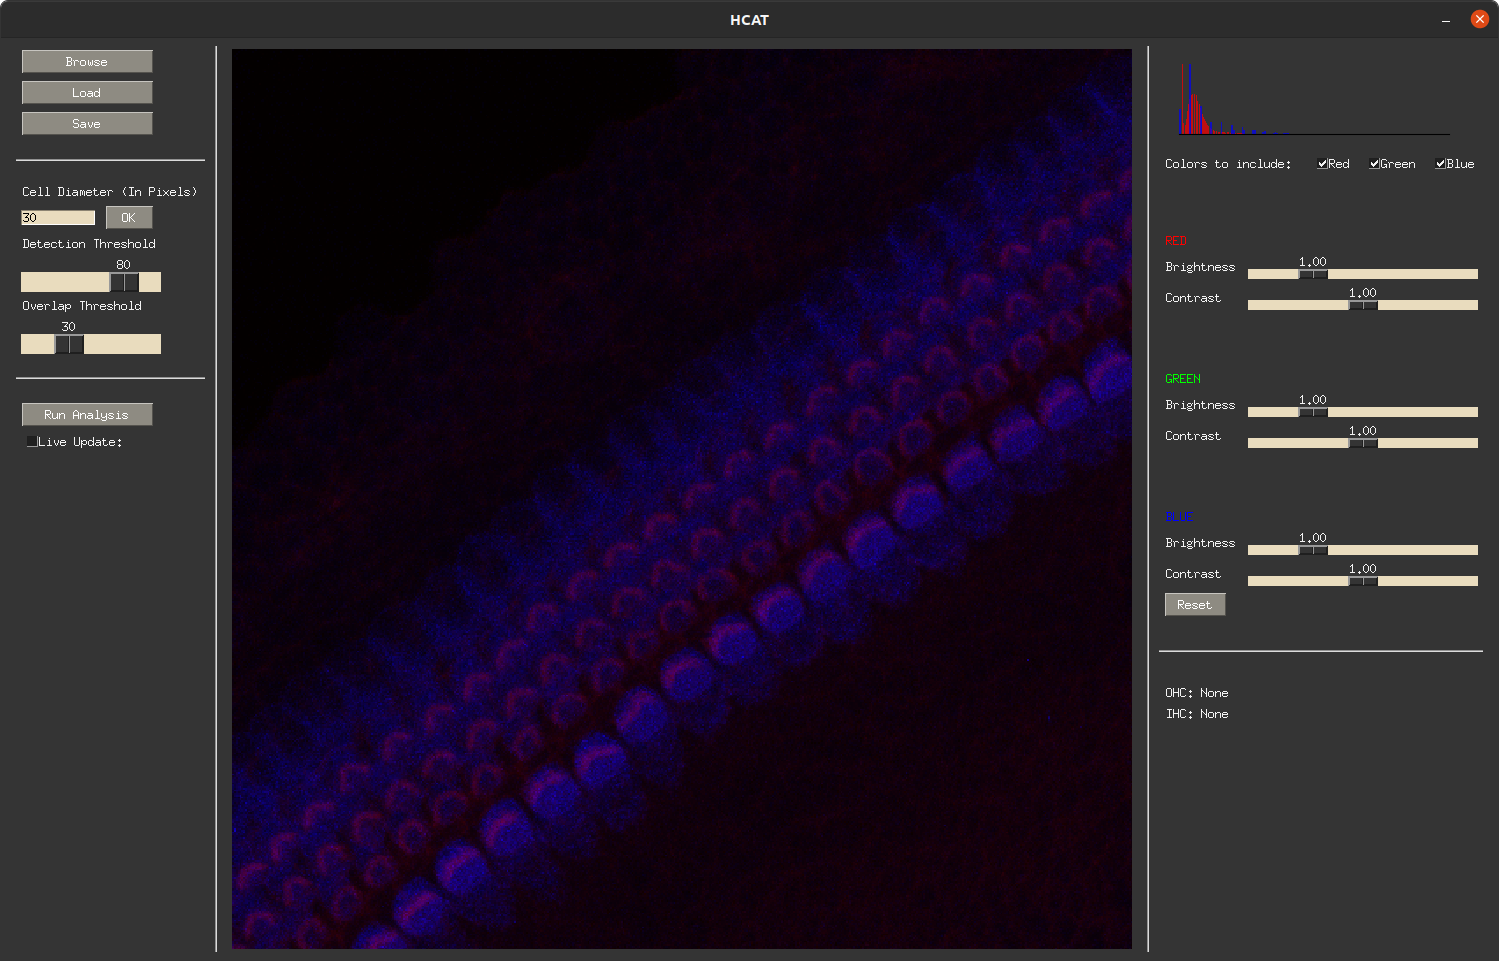 HCAT
Browse
Load
Save
Cell Diameter (In Pixels)
30
OK
Detection Threshold
80
Overlap Threshold
30
Run Analysis
Live Update:
Colors to include: Red Green Blue
RED
1.00
Brightness
1.00
Contrast
GREEN
1.00
Brightness
1.00
Contrast
BLUE
1.00
Brightness
1.00
Contrast
Reset
OHC: None
IHC: None